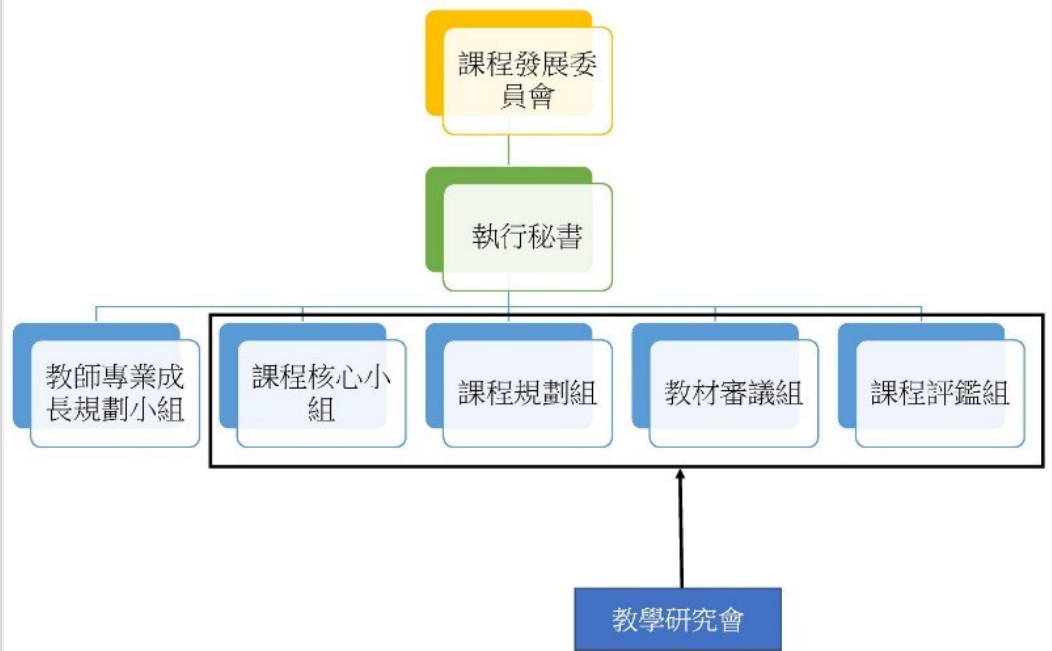 課程發展委
員會
執行秘書
教師專業成
長規劃小組
課程核心小
組
課程規劃組
教材審議組
課程評鑑組
教學研究會